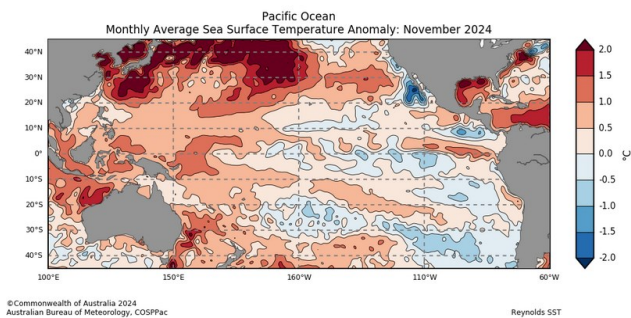 Pacific Ocean
Monthly Average Sea Surface Temperature Anomaly: November 2024
40°N
30°N
20°N
10°N
0°
10°S
20°S
30°S
40°S
100°E
150°E
160°W
110°W
60°W
2.0
1.5
1.0
0.5
0.0
-0.5
-1.0
-1.5
-2.0
°C
©Commonwealth of Australia 2024
Australian Bureau of Meteorology, COSPPac
Reynolds SST